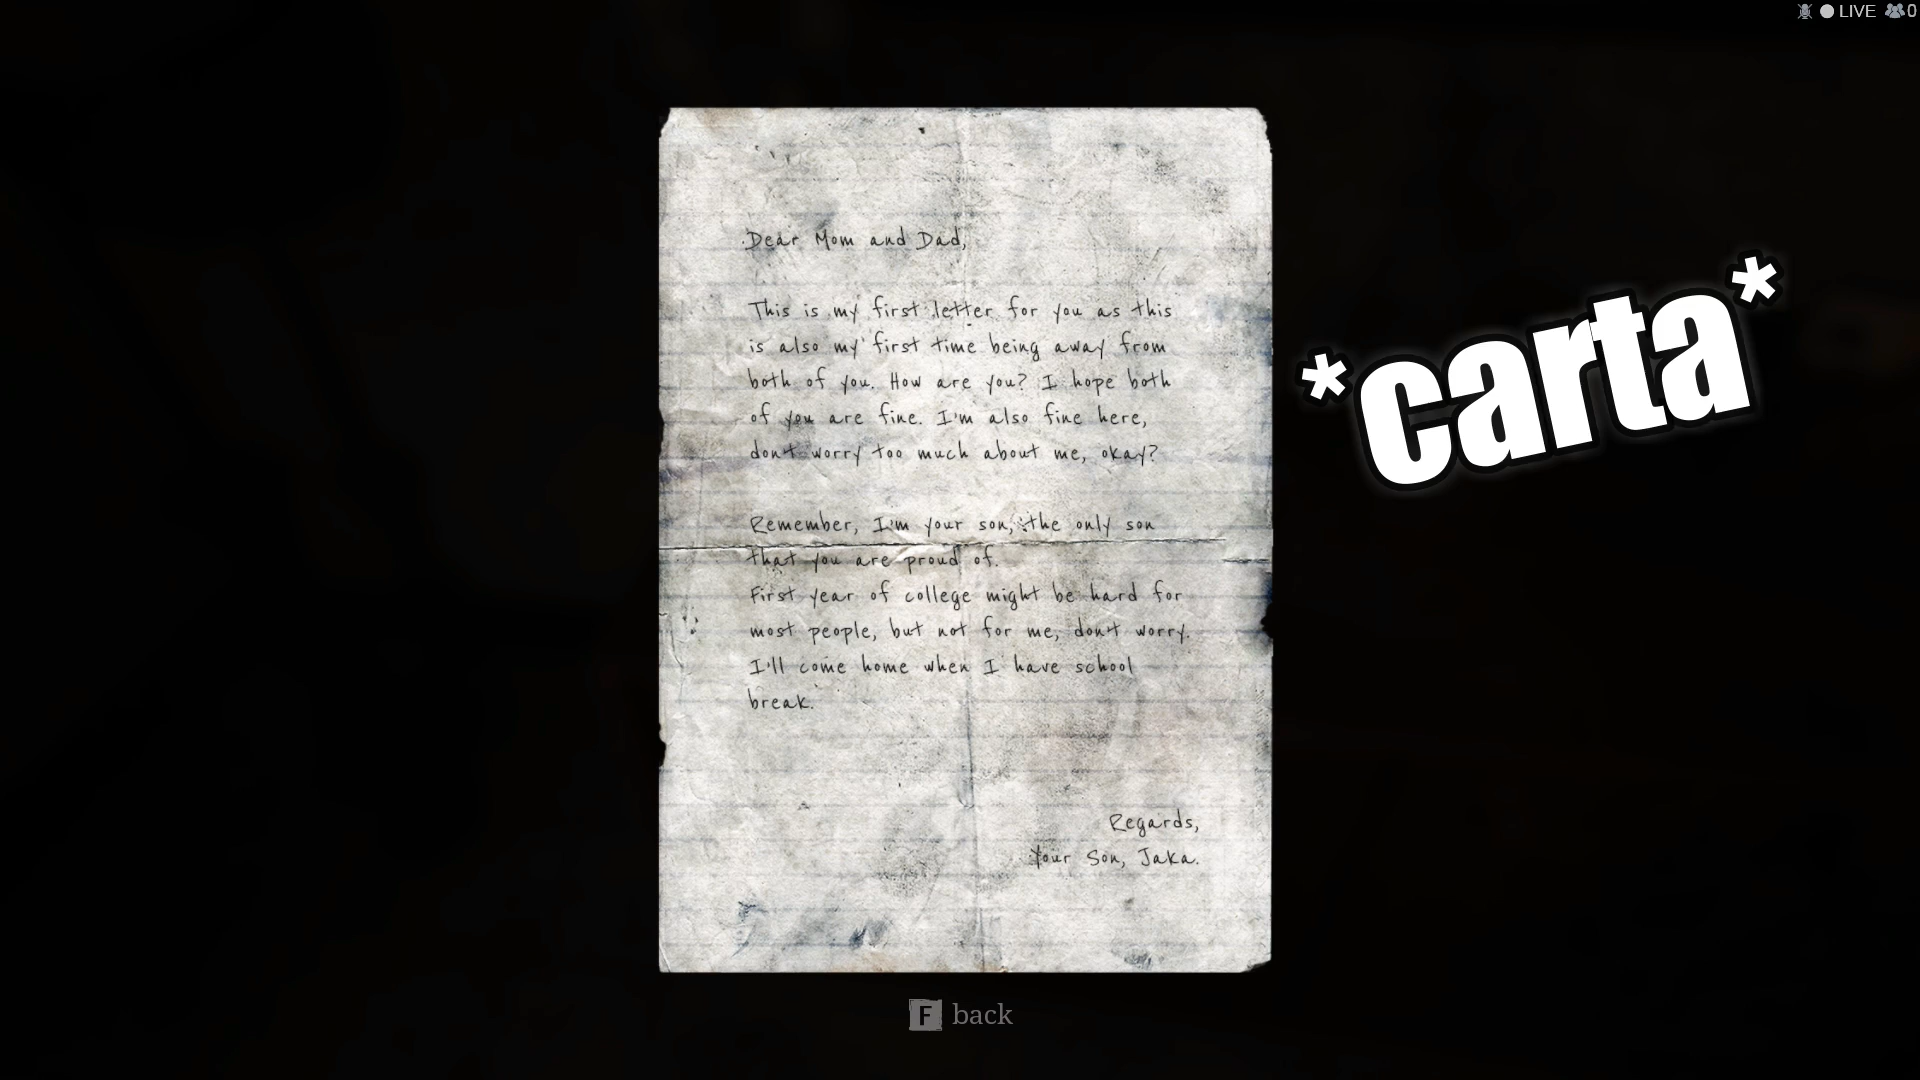 LIVE 0
Dear Mom and Dad,
This is my first letter for you as this
is also my first time being away from
both of you. How are you? I hope both
of you are fine. I'm also fine here,
don't worry too much about me, okay?
Remember, I'm your son, the only son
that you are proud of.
First year of college might be hard for
most people, but not for me, don't worry.
I'll come home when I have school
break.
Regards,
Your Son, Jaka.
*carta*
F back